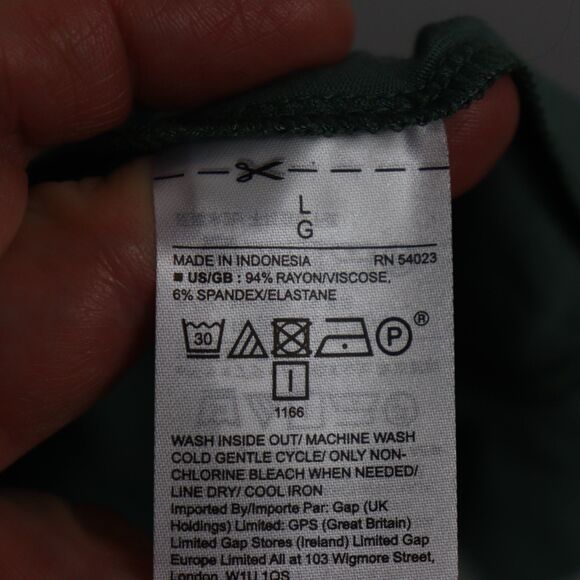 L
G
MADE IN INDONESIA RN 54023
■ US/GB : 94% RAYON/VISCOSE,
6% SPANDEX/ELASTANE
30 P ®
1166
WASH INSIDE OUT/ MACHINE WASH
COLD GENTLE CYCLE/ ONLY NON-
CHLORINE BLEACH WHEN NEEDED/
LINE DRY/ COOL IRON
Imported By/Importe Par: Gap (UK
Holdings) Limited: GPS (Great Britain)
Limited Gap Stores (Ireland) Limited Gap
Europe Limited All at 103 Wigmore Street,
London, W1U 1QS